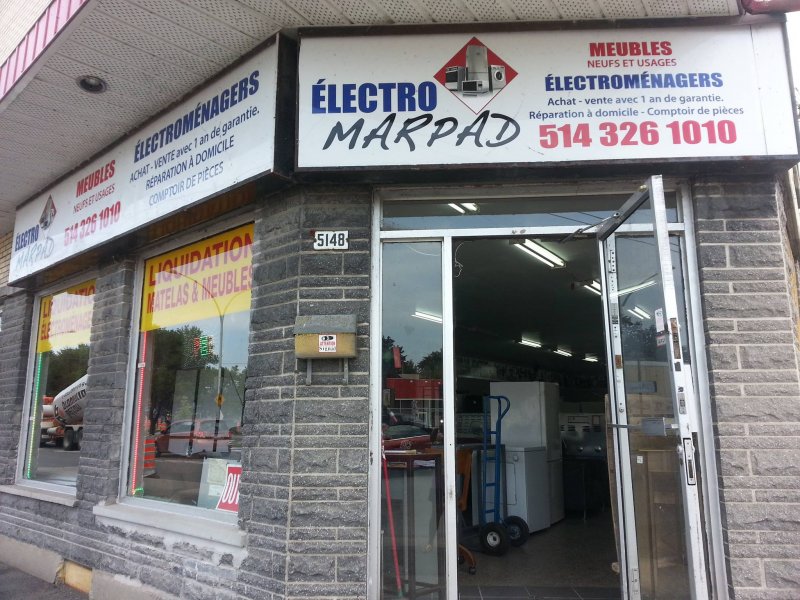 ÉLECTRO
MARPAD
MEUBLES
NEUFS ET USAGES
514 326 1010
ÉLECTROMÉNAGERS
ACHAT - VENTE avec 1 an de garantie.
RÉPARATION À DOMICILE
COMPTOIR DE PIÈCES
ÉLECTRO
MARPAD
MEUBLES
NEUFS ET USAGES
ÉLECTROMÉNAGERS
Achat - vente avec 1 an de garantie.
Réparation à domicile - Comptoir de pièces
514 326 1010
LIQUIDATION
MATELAS & MEUBLES
5148
ATTENTION
OU